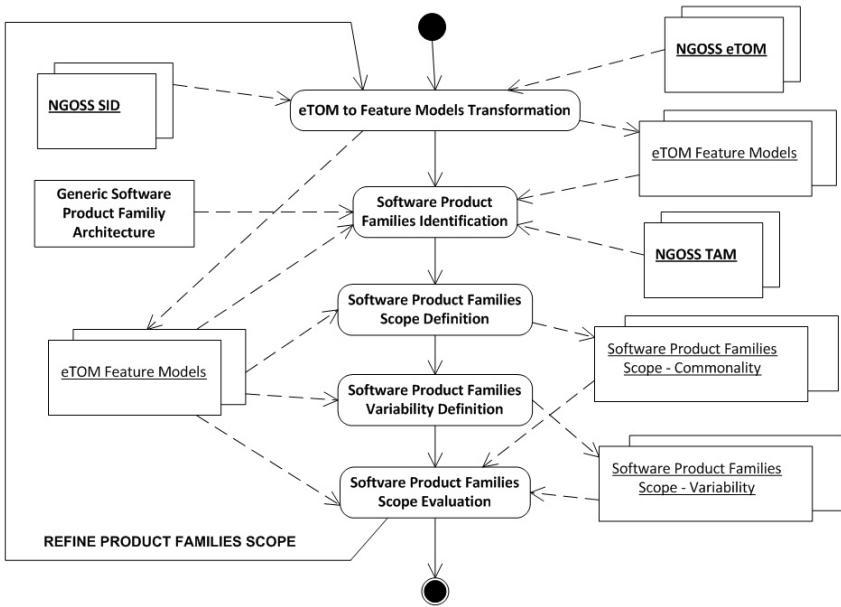 NGOSS eTOM
NGOSS SID
eTOM to Feature Models Transformation
eTOM Feature Models
Generic Software
Product Familiy
Architecture
Software Product
Families Identification
NGOSS TAM
Software Product Families
Scope Definition
Software Product Families
Scope - Commonality
eTOM Feature Models
Software Product Families
Variability Definition
Softvare Product Families
Scope Evaluation
Software Product Families
Scope - Variability
REFINE PRODUCT FAMILIES SCOPE